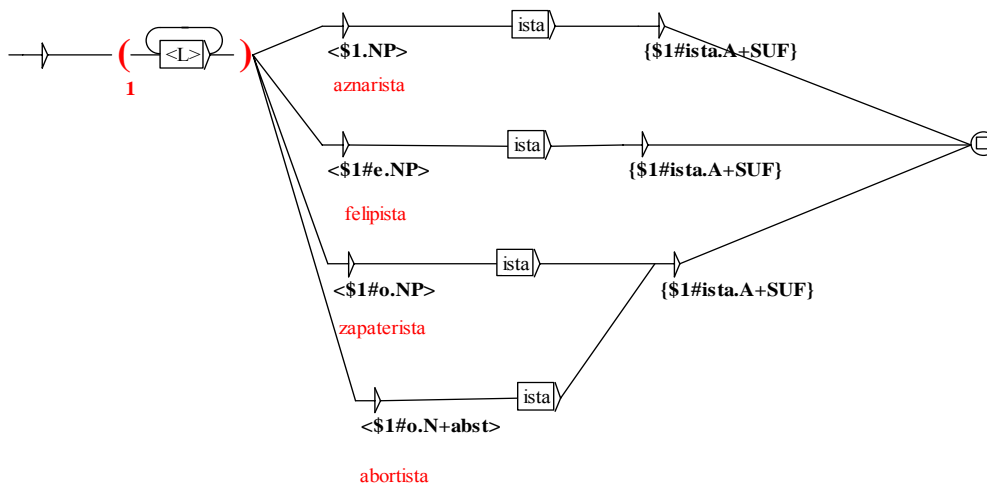 ista
<$1.NP>
{$1#ista.A+SUF}
aznarista
( <L> )
1
ista
<$1#e.NP>
{$1#ista.A+SUF}
felipista
ista
<$1#o.NP>
{$1#ista.A+SUF}
zapaterista
ista
<$1#o.N+abst>
abortista